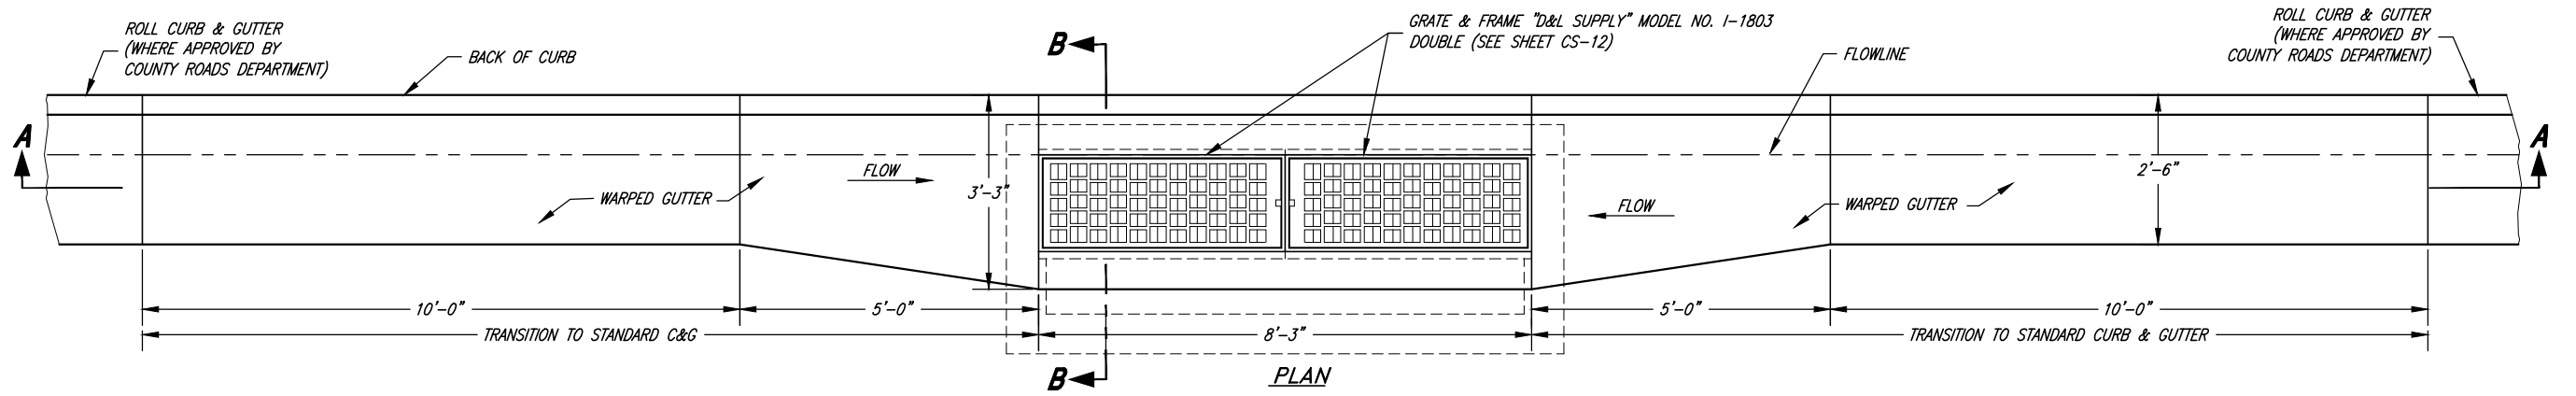 ROLL CURB & GUTTER
(WHERE APPROVED BY
COUNTY ROADS DEPARTMENT)
BACK OF CURB
B
GRATE & FRAME "D&L SUPPLY" MODEL NO. I-1803
DOUBLE (SEE SHEET CS-12)
FLOWLINE
ROLL CURB & GUTTER
(WHERE APPROVED BY
COUNTY ROADS DEPARTMENT)
A
A
WARPED GUTTER
FLOW
3'-3"
FLOW
WARPED GUTTER
2'-6"
10'-0"
5'-0"
5'-0"
10'-0"
TRANSITION TO STANDARD C&G
8'-3"
TRANSITION TO STANDARD CURB & GUTTER
B
PLAN